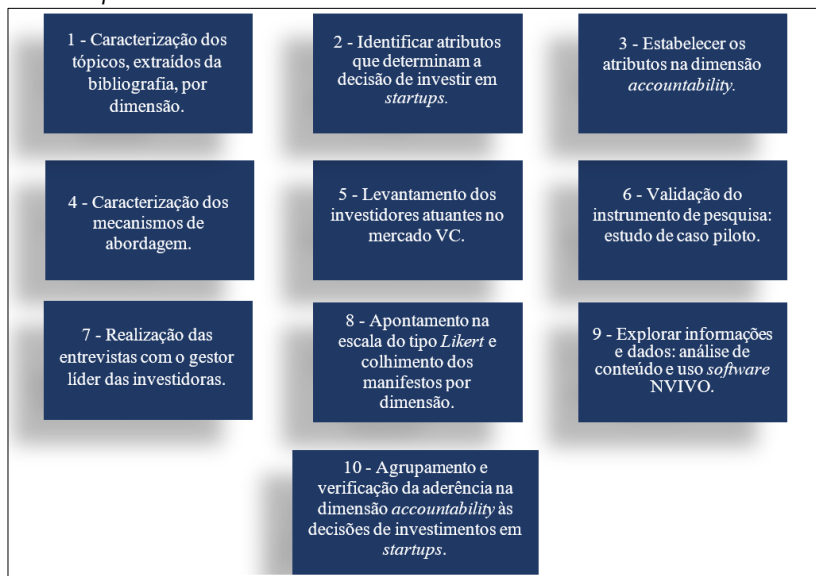 1 - Caracterização dos
tópicos, extraídos da
bibliografia, por
dimensão.
2 - Identificar atributos
que determinam a
decisão de investir em
startups.
3 - Estabelecer os
atributos na dimensão
accountability.
4 - Caracterização dos
mecanismos de
abordagem.
5 - Levantamento dos
investidores atuantes no
mercado VC.
6 - Validação do
instrumento de pesquisa:
estudo de caso piloto.
7 - Realização das
entrevistas com o gestor
líder das investidoras.
8 - Apontamento na
escala do tipo Likert e
colhimento dos
manifestos por
dimensão.
9 - Explorar informações
e dados: análise de
conteúdo e uso software
NVIVO.
10 - Agrupamento e
verificação da aderência na
dimensão accountability às
decisões de investimentos em
startups.